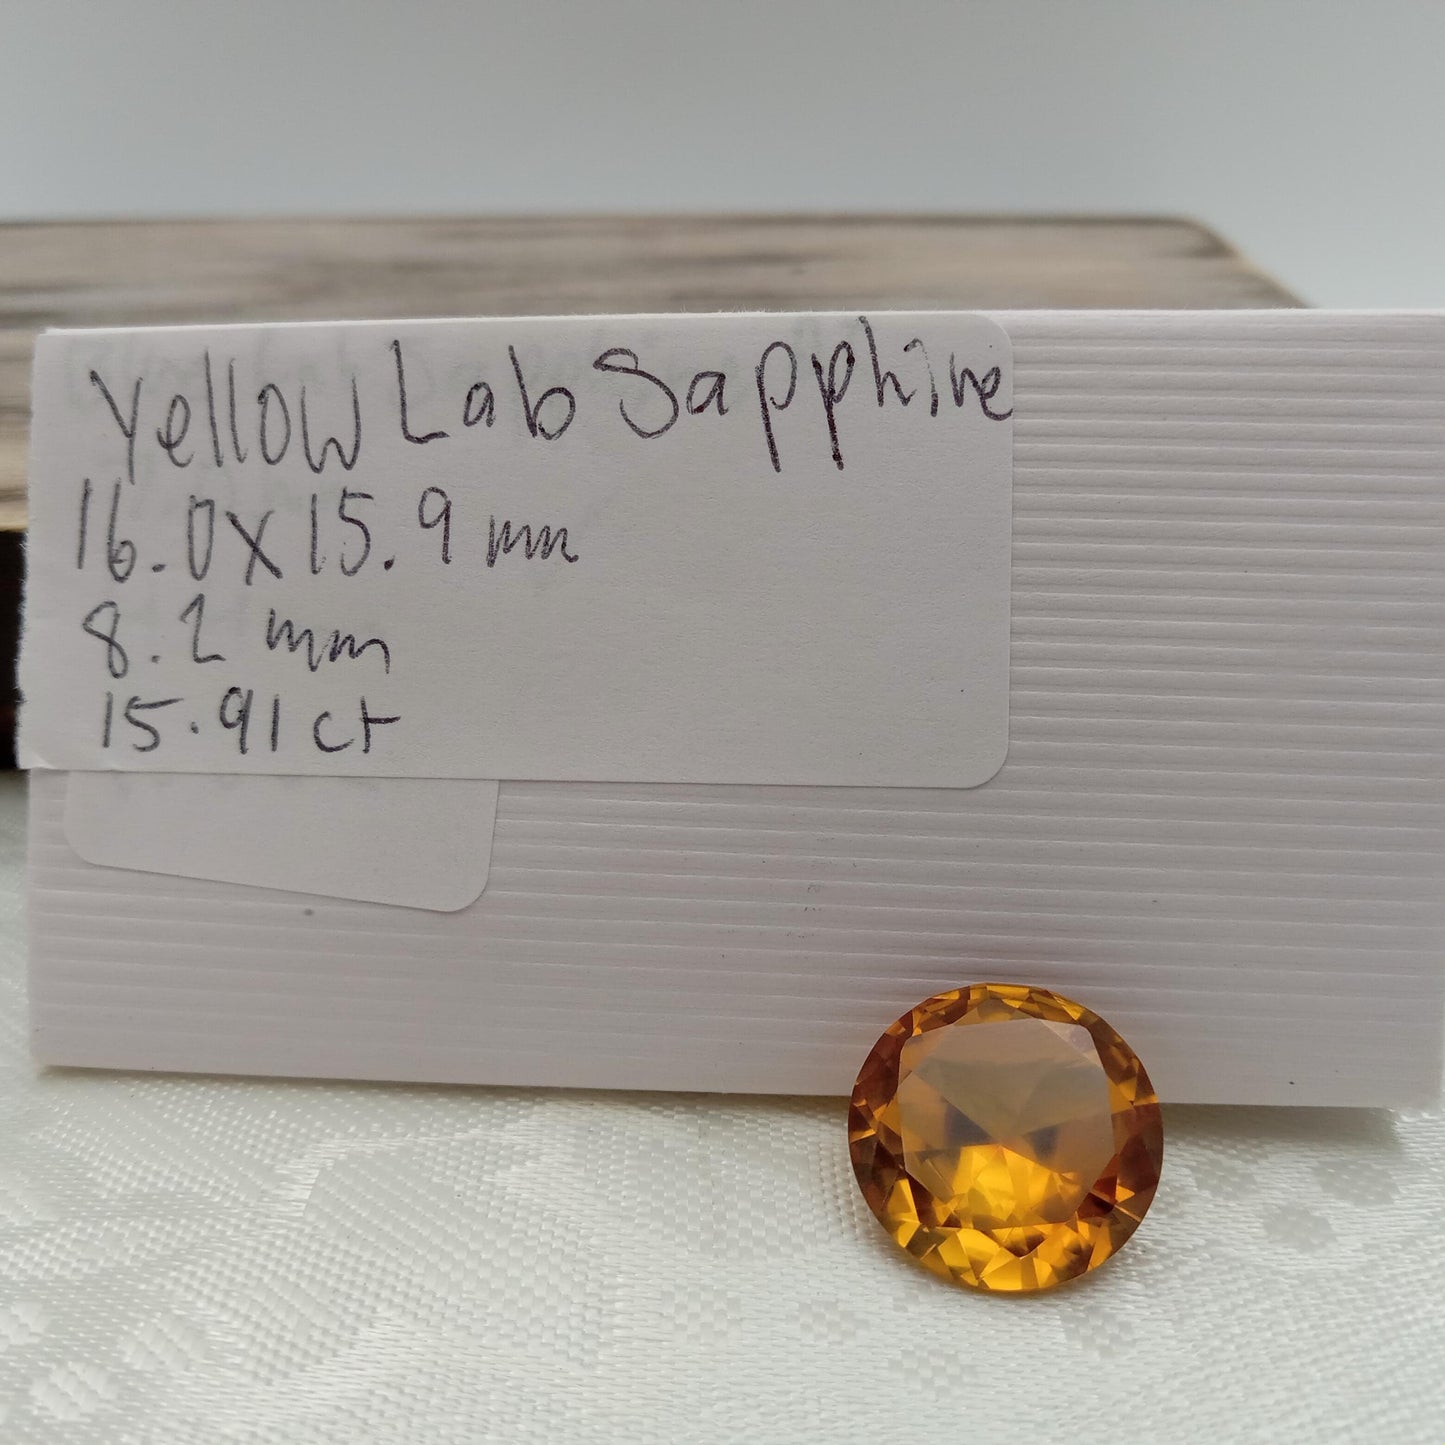 Yellow Lab Sapphire
16.0x15.9 mm
8.2 mm
15.91 ct